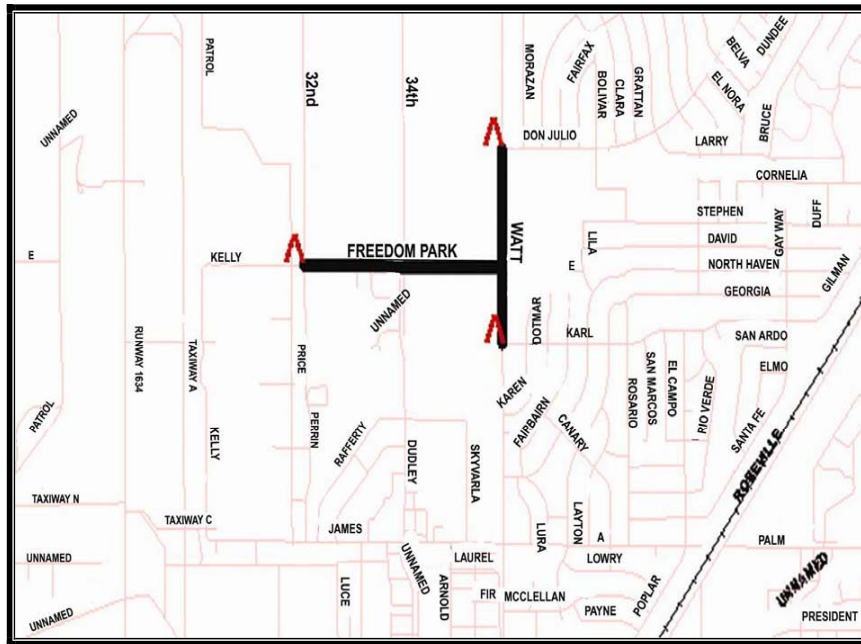 PATROL
32nd
34th
MORAZAN
FAIRFAX
BOLIVAR
CLARA
GRATTAN
BELVA
DUNDEE
EL NORA
BRUCE
UNNAMED
DON JULIO
LARRY
CORNELIA
STEPHEN
GAY WAY
DUFF
WATT
LILA
DAVID
E
KELLY
FREEDOM PARK
E
NORTH HAVEN
GILMAN
GEORGIA
UNNAMED
DOTMAR
KARL
SAN ARDO
RUNWAY 1634
TAXIWAY A
PRICE
ELMO
KAREN
ROSARIO
SAN MARCOS
EL CAMPO
RIO VERDE
PATROL
KELLY
PERRIN
RAFFERTY
DUDLEY
SKYVARLA
FAIRBAIRN
CANARY
SANTA FE
ROSEVILLE
TAXIWAY N
TAXIWAY C
JAMES
LURA
LAYTON
A
PALM
UNNAMED
LAUREL
LOWRY
UNNAMED
UNNAMED
LUCE
ARNOLD
FIR
MCCLELLAN
PAYNE
POPLAR
UNNAMED
PRESIDENT